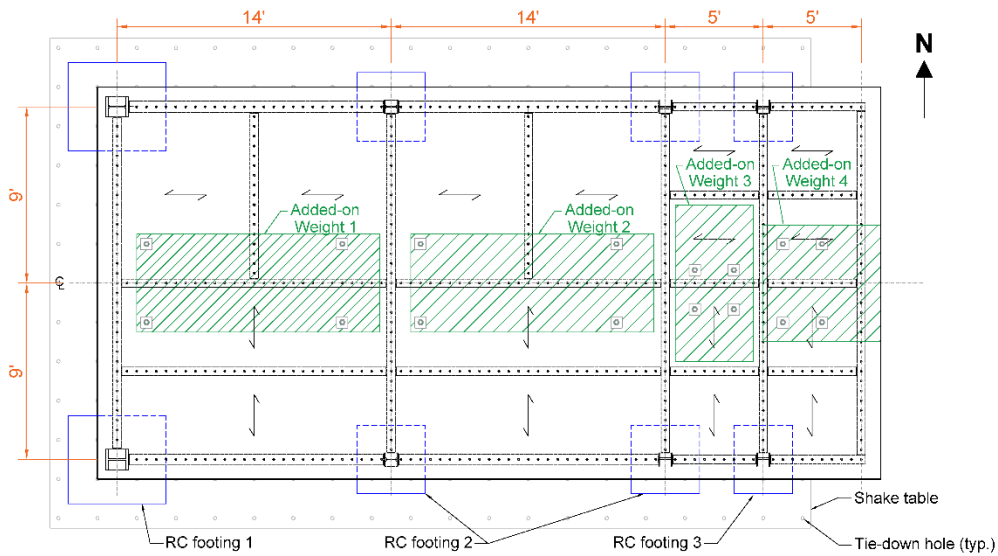 14'
14'
5'
5'
N
9'
Added-on
Weight 3
Added-on
Weight 4
Added-on
Weight 1
Added-on
Weight 2
℄
9'
Shake table
RC footing 1
RC footing 2
RC footing 3
Tie-down hole (typ.)